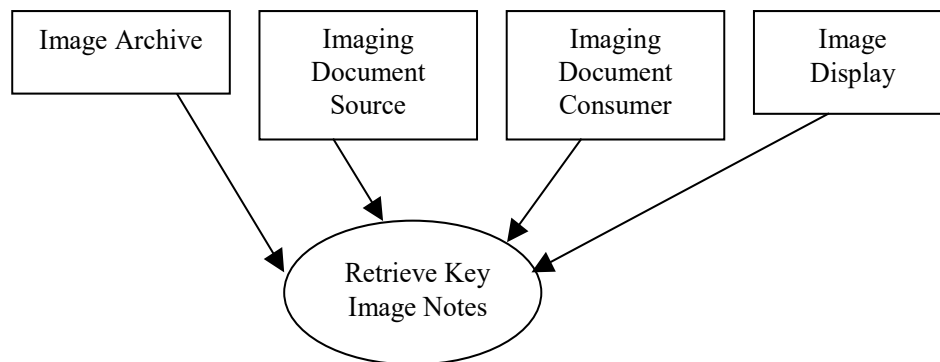 Image Archive
Imaging
Document
Source
Imaging
Document
Consumer
Image
Display
Retrieve Key
Image Notes